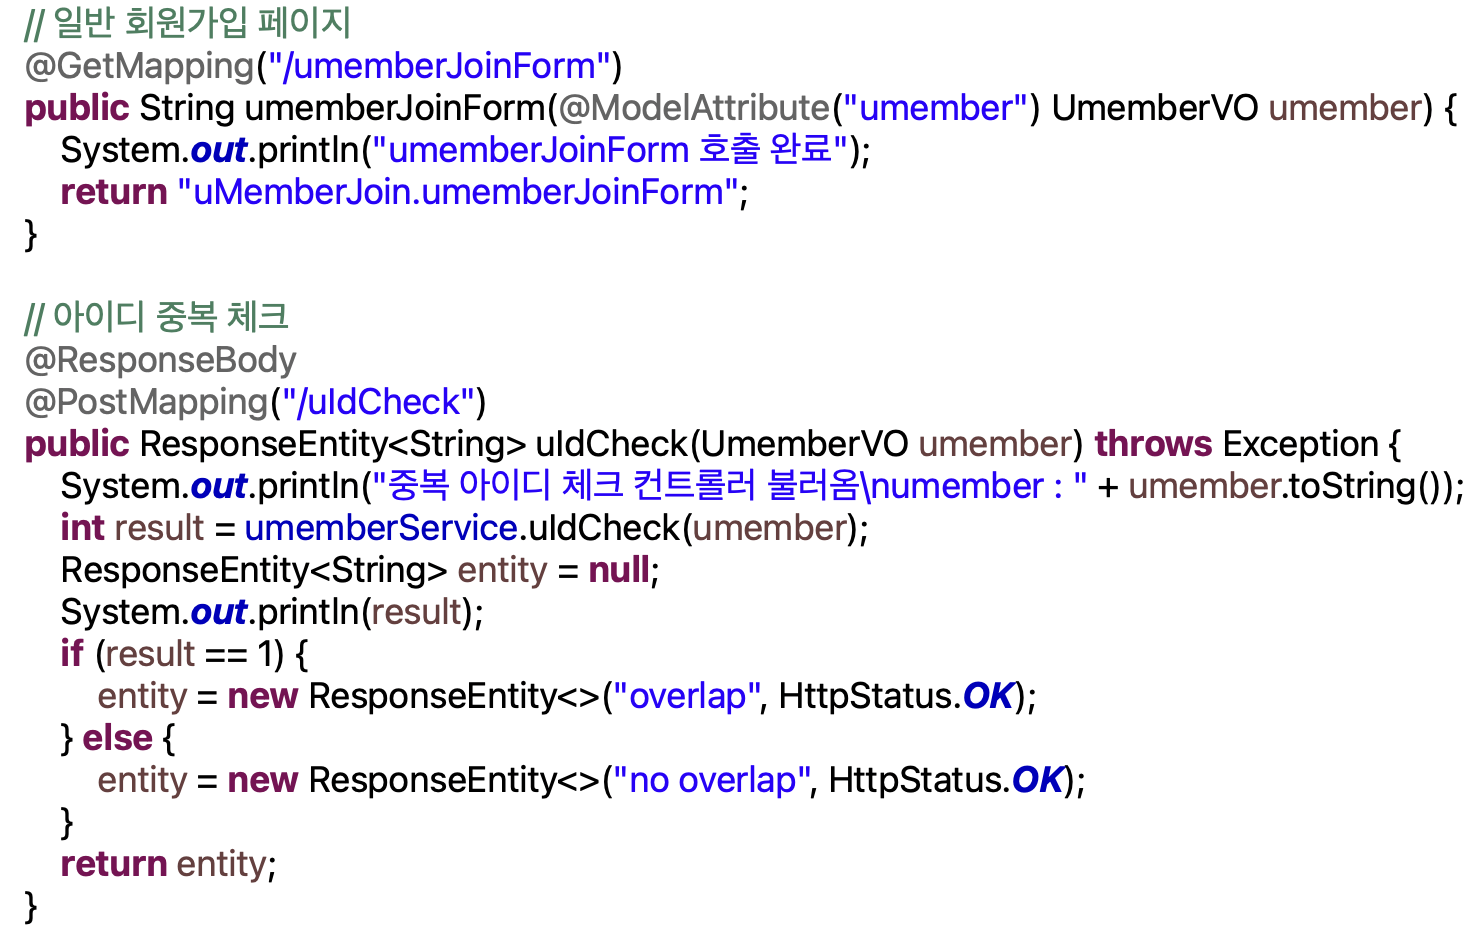 // 일반 회원가입 페이지
@GetMapping("/umemberJoinForm")
public String umemberJoinForm(@ModelAttribute("umember") UmemberVO umember) {
System.out.println("umemberJoinForm 호출 완료");
return "uMemberJoin.umemberJoinForm";
}
// 아이디 중복 체크
@ResponseBody
@PostMapping("/uIdCheck")
public ResponseEntity<String> uIdCheck(UmemberVO umember) throws Exception {
System.out.println("중복 아이디 체크 컨트롤러 불러옴\numember : " + umember.toString());
int result = umemberService.uIdCheck(umember);
ResponseEntity<String> entity = null;
System.out.println(result);
if (result == 1) {
entity = new ResponseEntity<>("overlap", HttpStatus.OK);
} else {
entity = new ResponseEntity<>("no overlap", HttpStatus.OK);
}
return entity;
}